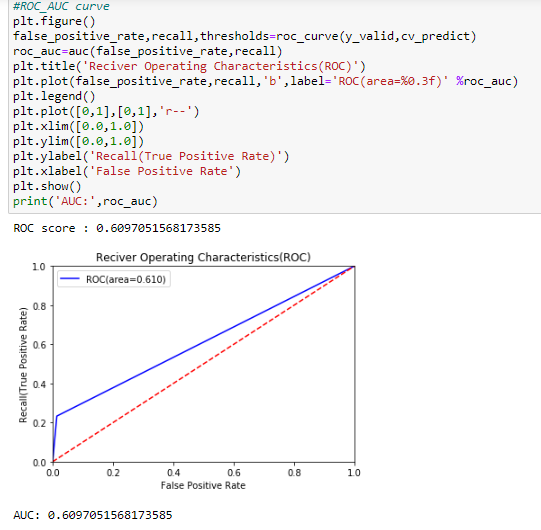 #ROC_AUC curve
plt.figure()
false_positive_rate,recall,thresholds=roc_curve(y_valid,cv_predict)
roc_auc=auc(false_positive_rate,recall)
plt.title('Reciver Operating Characteristics(ROC)')
plt.plot(false_positive_rate,recall,'b',label='ROC(area=%0.3f)' %roc_auc)
plt.legend()
plt.plot([0,1],[0,1],'r--')
plt.xlim([0.0,1.0])
plt.ylim([0.0,1.0])
plt.ylabel('Recall(True Positive Rate)')
plt.xlabel('False Positive Rate')
plt.show()
print('AUC:',roc_auc)
ROC score : 0.6097051568173585
Reciver Operating Characteristics(ROC)
ROC(area=0.610)
Recall(True Positive Rate)
1.0
0.8
0.6
0.4
0.2
0.0
0.0 0.2 0.4 0.6 0.8 1.0
False Positive Rate
AUC: 0.6097051568173585